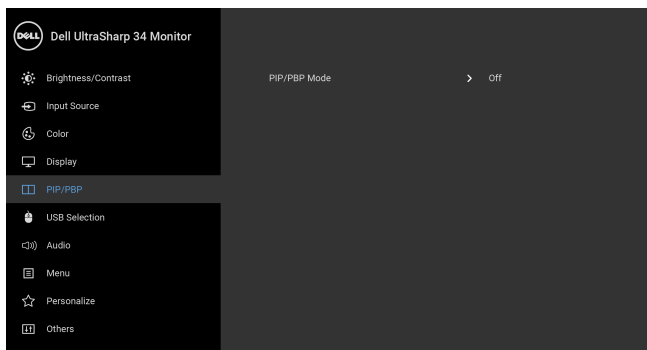 DELL Dell UltraSharp 34 Monitor
Brightness/Contrast
PIP/PBP Mode Off
Input Source
Color
Display
PIP/PBP
USB Selection
Audio
Menu
Personalize
Others